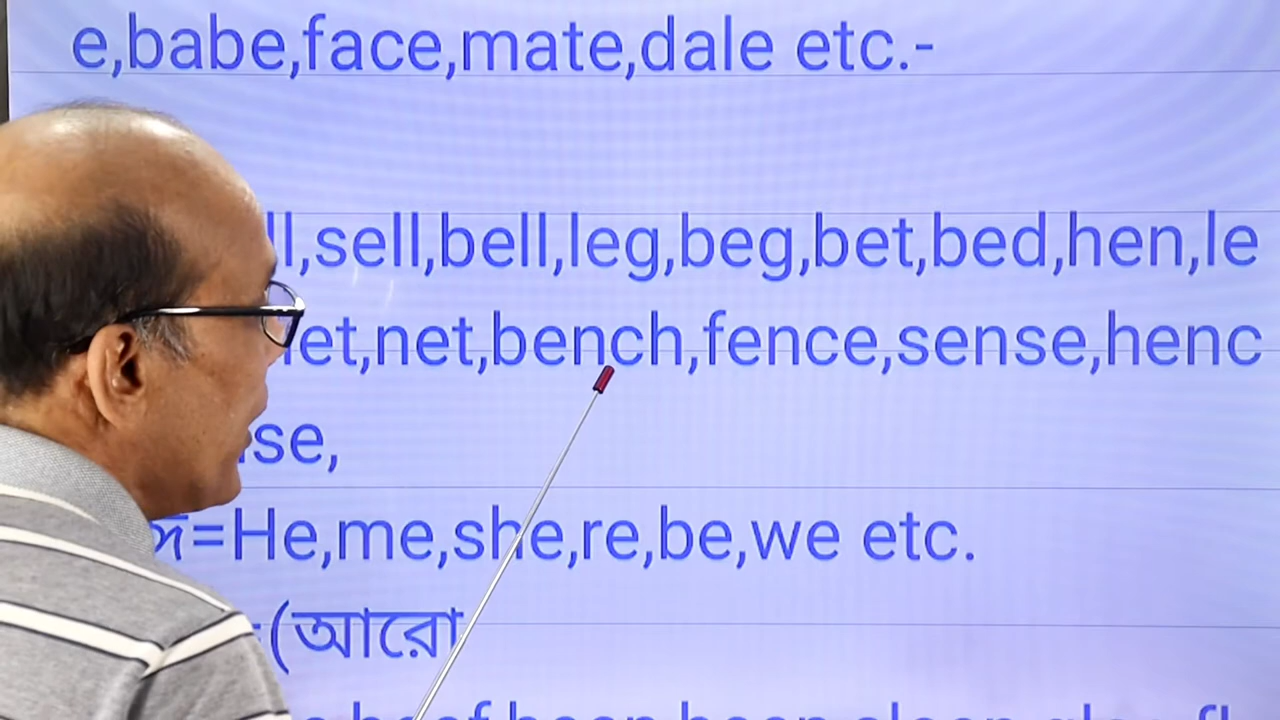 e,babe,face,mate,dale etc.-
ll,sell,bell,leg,beg,bet,bed,hen,le
et,net,bench,fence,sense,henc
se,
=He,me,she,re,be,we etc.
(আরো